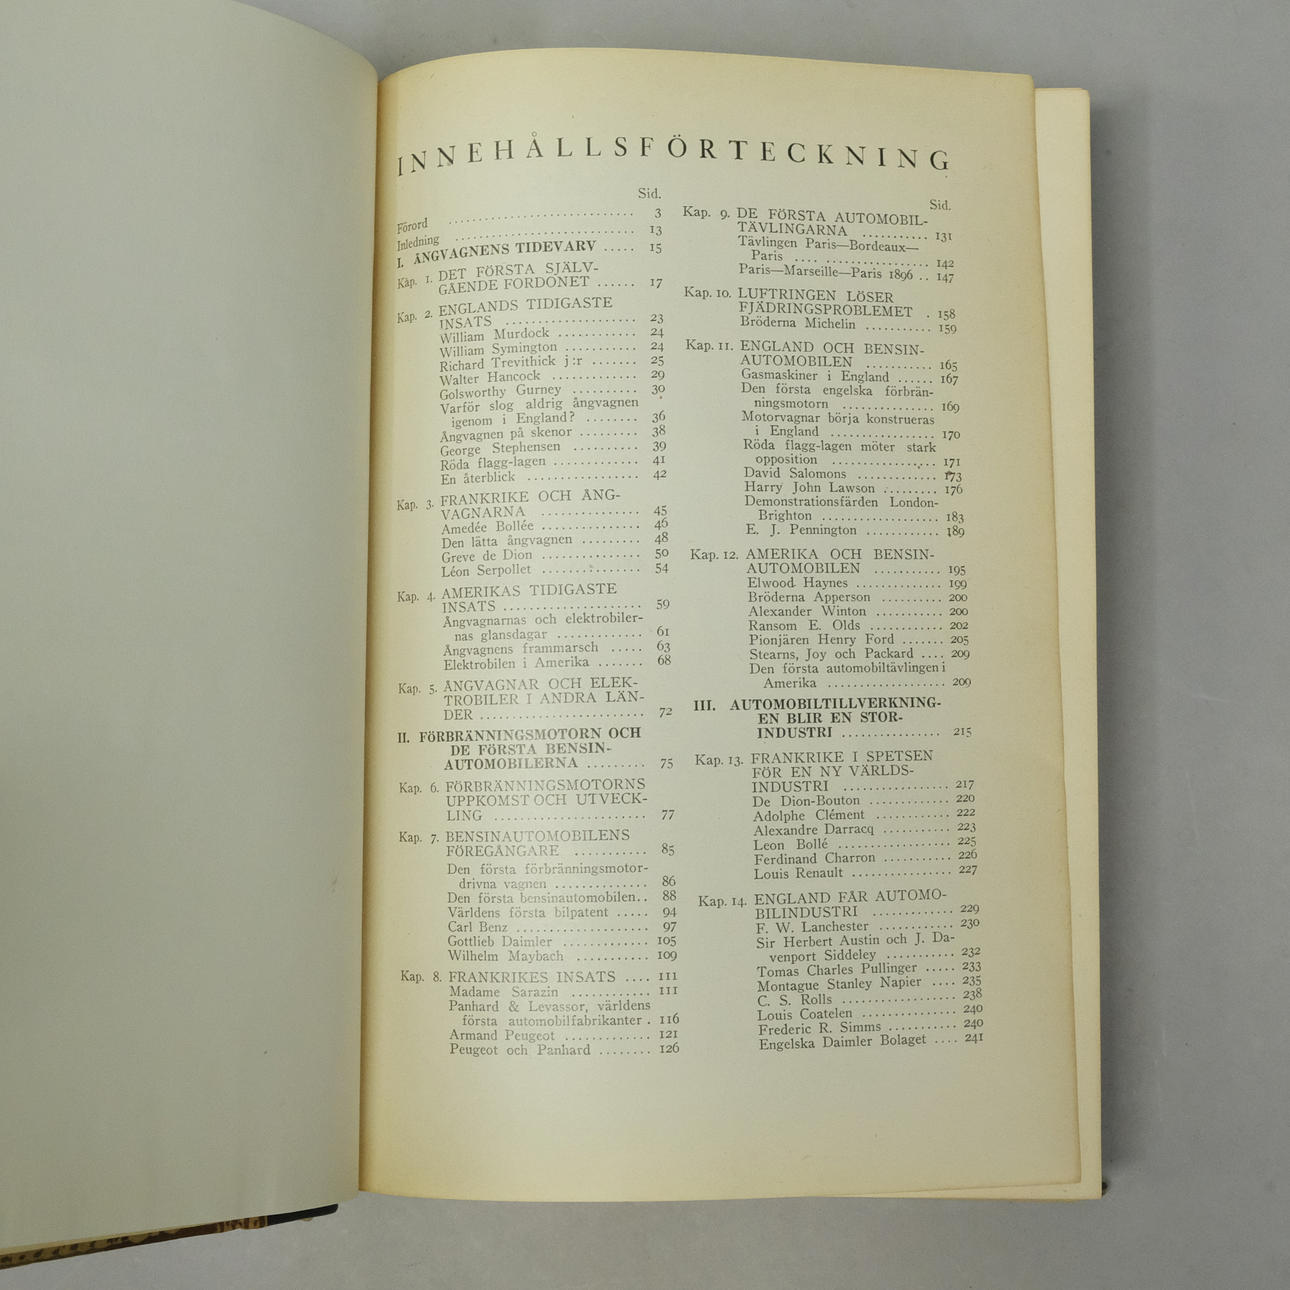 INNEHÅLLSFÖRTECKNING
Sid.
Förord ............................ 3
Inledning ............................ 13
I. ÅNGVAGNENS TIDEVARV ..... 15
Kap. 1. DET FÖRSTA SJÄLV-
GÅENDE FORDONET ...... 17
Kap. 2. ENGLANDS TIDIGASTE
INSATS .................... 23
William Murdock ............ 24
William Symington ........... 24
Richard Trevithick j:r ....... 25
Walter Hancock ............. 29
Golsworthy Gurney .......... 30
Varför slog aldrig ångvagnen
igenom i England? ........ 36
Ångvagnen på skenor ......... 38
George Stephensen .......... 39
Röda flagg-lagen ............. 41
En återblick ................. 42
Kap. 3. FRANKRIKE OCH ÅNG-
VAGNARNA ............... 45
Amedée Bollée ............... 46
Den lätta ångvagnen ......... 48
Greve de Dion ............... 50
Léon Serpollet ............... 54
Kap. 4. AMERIKAS TIDIGASTE
INSATS ..................... 59
Ångvagnarnas och elektrobiler-
nas glansdagar ............. 61
Ångvagnens frammarsch ..... 63
Elektrobilen i Amerika ....... 68
Kap. 5. ÅNGVAGNAR OCH ELEK-
TROBILER I ANDRA LÄN-
DER ......................... 72
II. FÖRBRÄNNINGSMOTORN OCH
DE FÖRSTA BENSIN-
AUTOMOBILERNA ......... 75
Kap. 6. FÖRBRÄNNINGSMOTORNS
UPPKOMST OCH UTVECK-
LING ....................... 77
Kap. 7. BENSINAUTOMOBILENS
FÖREGÅNGARE ........... 85
Den första förbränningsmotor-
drivna vagnen .............. 86
Den första bensinautomobilen.. 88
Världens första bilpatent ..... 94
Carl Benz .................... 97
Gottlieb Daimler ............. 105
Wilhelm Maybach ........... 109
Kap. 8. FRANKRIKES INSATS .... 111
Madame Sarazin ............ 111
Panhard & Levassor, världens
första automobilfabrikanter . 116
Armand Peugeot ............. 121
Peugeot och Panhard ........ 126
Sid.
Kap. 9. DE FÖRSTA AUTOMOBIL-
TÄVLINGARNA .......... 131
Tävlingen Paris—Bordeaux—
Paris .................... 142
Paris—Marseille—Paris 1896 .. 147
Kap. 10. LUFTRINGEN LÖSER
FJÄDRINGSPROBLEMET . 158
Bröderna Michelin ........... 159
Kap. 11. ENGLAND OCH BENSIN-
AUTOMOBILEN ........... 165
Gasmaskiner i England ...... 167
Den första engelska förbrän-
ningsmotorn .............. 169
Motorvagnar börja konstrueras
i England ................ 170
Röda flagg-lagen möter stark
opposition ................ 171
David Salomons ............. 173
Harry John Lawson ......... 176
Demonstrationsfärden London-
Brighton .................. 183
E. J. Pennington ............ 189
Kap. 12. AMERIKA OCH BENSIN-
AUTOMOBILEN ........... 195
Elwood Haynes ............. 199
Bröderna Apperson .......... 200
Alexander Winton ........... 200
Ransom E. Olds ............ 202
Pionjären Henry Ford ....... 205
Stearns, Joy och Packard .... 209
Den första automobiltävlingen i
Amerika .................. 209
III. AUTOMOBILTILLVERKNING-
EN BLIR EN STOR-
INDUSTRI ............... 215
Kap. 13. FRANKRIKE I SPETSEN
FÖR EN NY VÄRLDS-
INDUSTRI ................ 217
De Dion-Bouton ............ 220
Adolphe Clément ........... 222
Alexandre Darracq .......... 223
Leon Bollé .................. 225
Ferdinand Charron ........... 226
Louis Renault ............... 227
Kap. 14. ENGLAND FÅR AUTOMO-
BILINDUSTRI ............. 229
F. W. Lanchester ............ 230
Sir Herbert Austin och J. Da-
venport Siddeley ........... 232
Tomas Charles Pullinger ..... 233
Montague Stanley Napier .... 235
C. S. Rolls .................. 238
Louis Coatelen ............... 240
Frederic R. Simms ........... 240
Engelska Daimler Bolaget .... 241